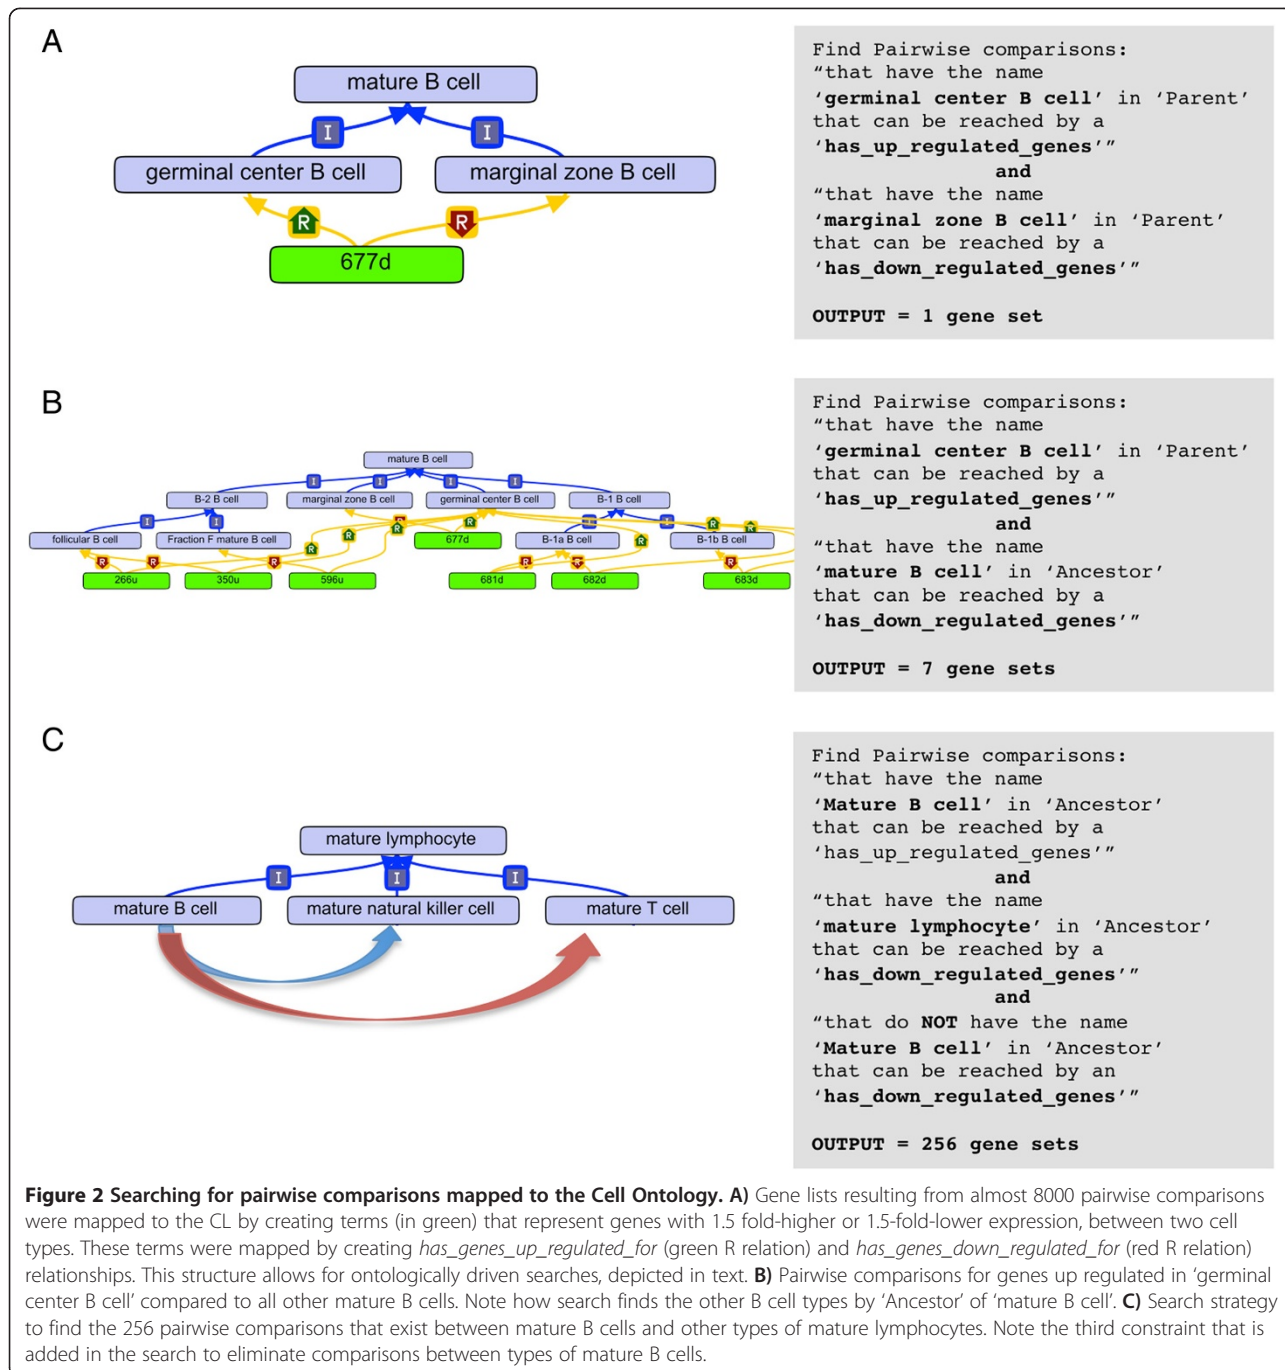 A
mature B cell
I
I
germinal center B cell
marginal zone B cell
R
R
677d
Find Pairwise comparisons:
“that have the name
‘germinal center B cell’ in ‘Parent’
that can be reached by a
‘has_up_regulated_genes’”
and
“that have the name
‘marginal zone B cell’ in ‘Parent’
that can be reached by a
‘has_down_regulated_genes’”
OUTPUT = 1 gene set
B
mature B cell
I
I
I
I
B-2 B cell
marginal zone B cell
germinal center B cell
B-1 B cell
I
I
R
R
R
R
R
R
I
I
follicular B cell
Fraction F mature B cell
677d
B-1a B cell
R
B-1b B cell
R
R
R
R
R
R
R
266u
350u
596u
681d
682d
683d
Find Pairwise comparisons:
“that have the name
‘germinal center B cell’ in ‘Parent’
that can be reached by a
‘has_up_regulated_genes’”
and
“that have the name
‘mature B cell’ in ‘Ancestor’
that can be reached by a
‘has_down_regulated_genes’”
OUTPUT = 7 gene sets
C
mature lymphocyte
I
I
I
mature B cell
mature natural killer cell
mature T cell
Find Pairwise comparisons:
“that have the name
‘Mature B cell’ in ‘Ancestor’
that can be reached by a
‘has_up_regulated_genes’”
and
“that have the name
‘mature lymphocyte’ in ‘Ancestor’
that can be reached by a
‘has_down_regulated_genes’”
and
“that do NOT have the name
‘Mature B cell’ in ‘Ancestor’
that can be reached by an
‘has_down_regulated_genes’”
OUTPUT = 256 gene sets
Figure 2 Searching for pairwise comparisons mapped to the Cell Ontology. A) Gene lists resulting from almost 8000 pairwise comparisons
were mapped to the CL by creating terms (in green) that represent genes with 1.5 fold-higher or 1.5-fold-lower expression, between two cell
types. These terms were mapped by creating has_genes_up_regulated_for (green R relation) and has_genes_down_regulated_for (red R relation)
relationships. This structure allows for ontologically driven searches, depicted in text. B) Pairwise comparisons for genes up regulated in ‘germinal
center B cell’ compared to all other mature B cells. Note how search finds the other B cell types by ‘Ancestor’ of ‘mature B cell’. C) Search strategy
to find the 256 pairwise comparisons that exist between mature B cells and other types of mature lymphocytes. Note the third constraint that is
added in the search to eliminate comparisons between types of mature B cells.